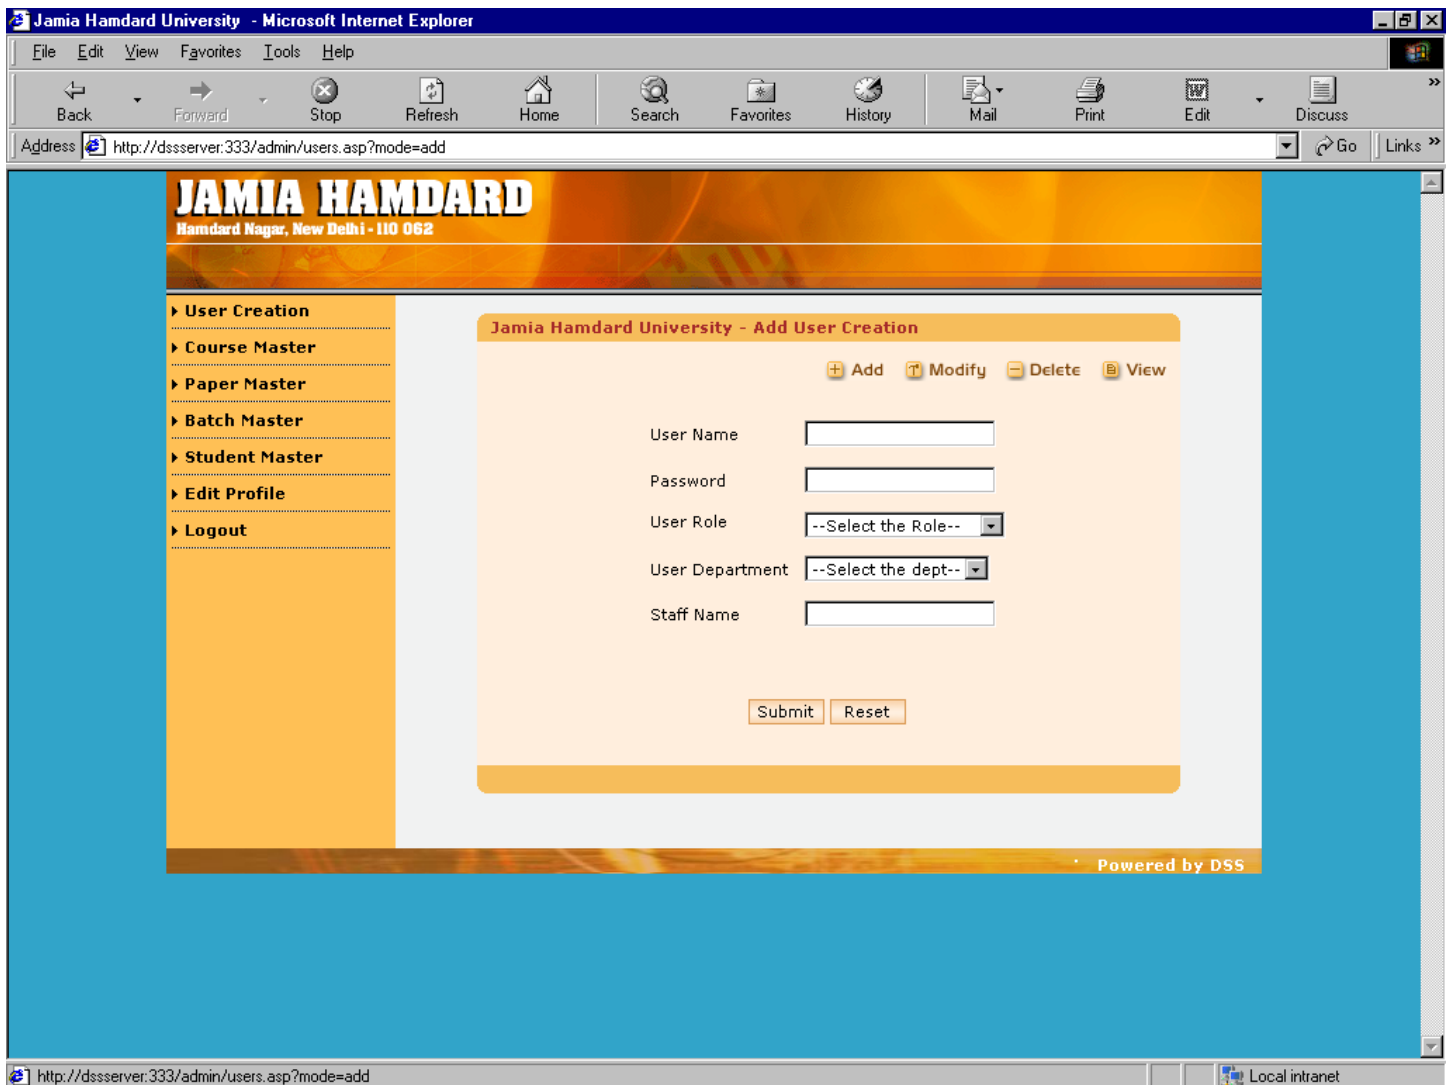 Jamia Hamdard University - Microsoft Internet Explorer
File Edit View Favorites Tools Help
Back Forward Stop Refresh Home Search Favorites History Mail Print Edit Discuss »
Address http://dssserver:333/admin/users.asp?mode=add Go Links »
JAMIA HAMDARD
Hamdard Nagar, New Delhi - 110 062
User Creation
Course Master
Paper Master
Batch Master
Student Master
Edit Profile
Logout
Jamia Hamdard University - Add User Creation
Add Modify Delete View
User Name
Password
User Role --Select the Role--
User Department --Select the dept--
Staff Name
Submit Reset
Powered by DSS
http://dssserver:333/admin/users.asp?mode=add Local intranet